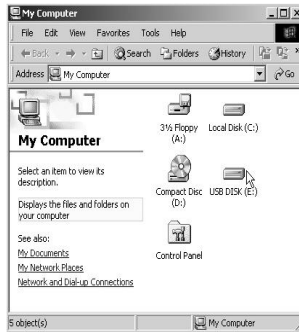 My Computer
File Edit View Favorites Tools Help
Back Search Folders History
Address My Computer Go
My Computer
Select an item to view its
description.
Displays the files and folders on
your computer
See also:
My Documents
My Network Places
Network and Dial-up Connections
3½ Floppy
(A:)
Local Disk (C:)
Compact Disc
(D:)
USB DISK (E:)
Control Panel
5 object(s) My Computer